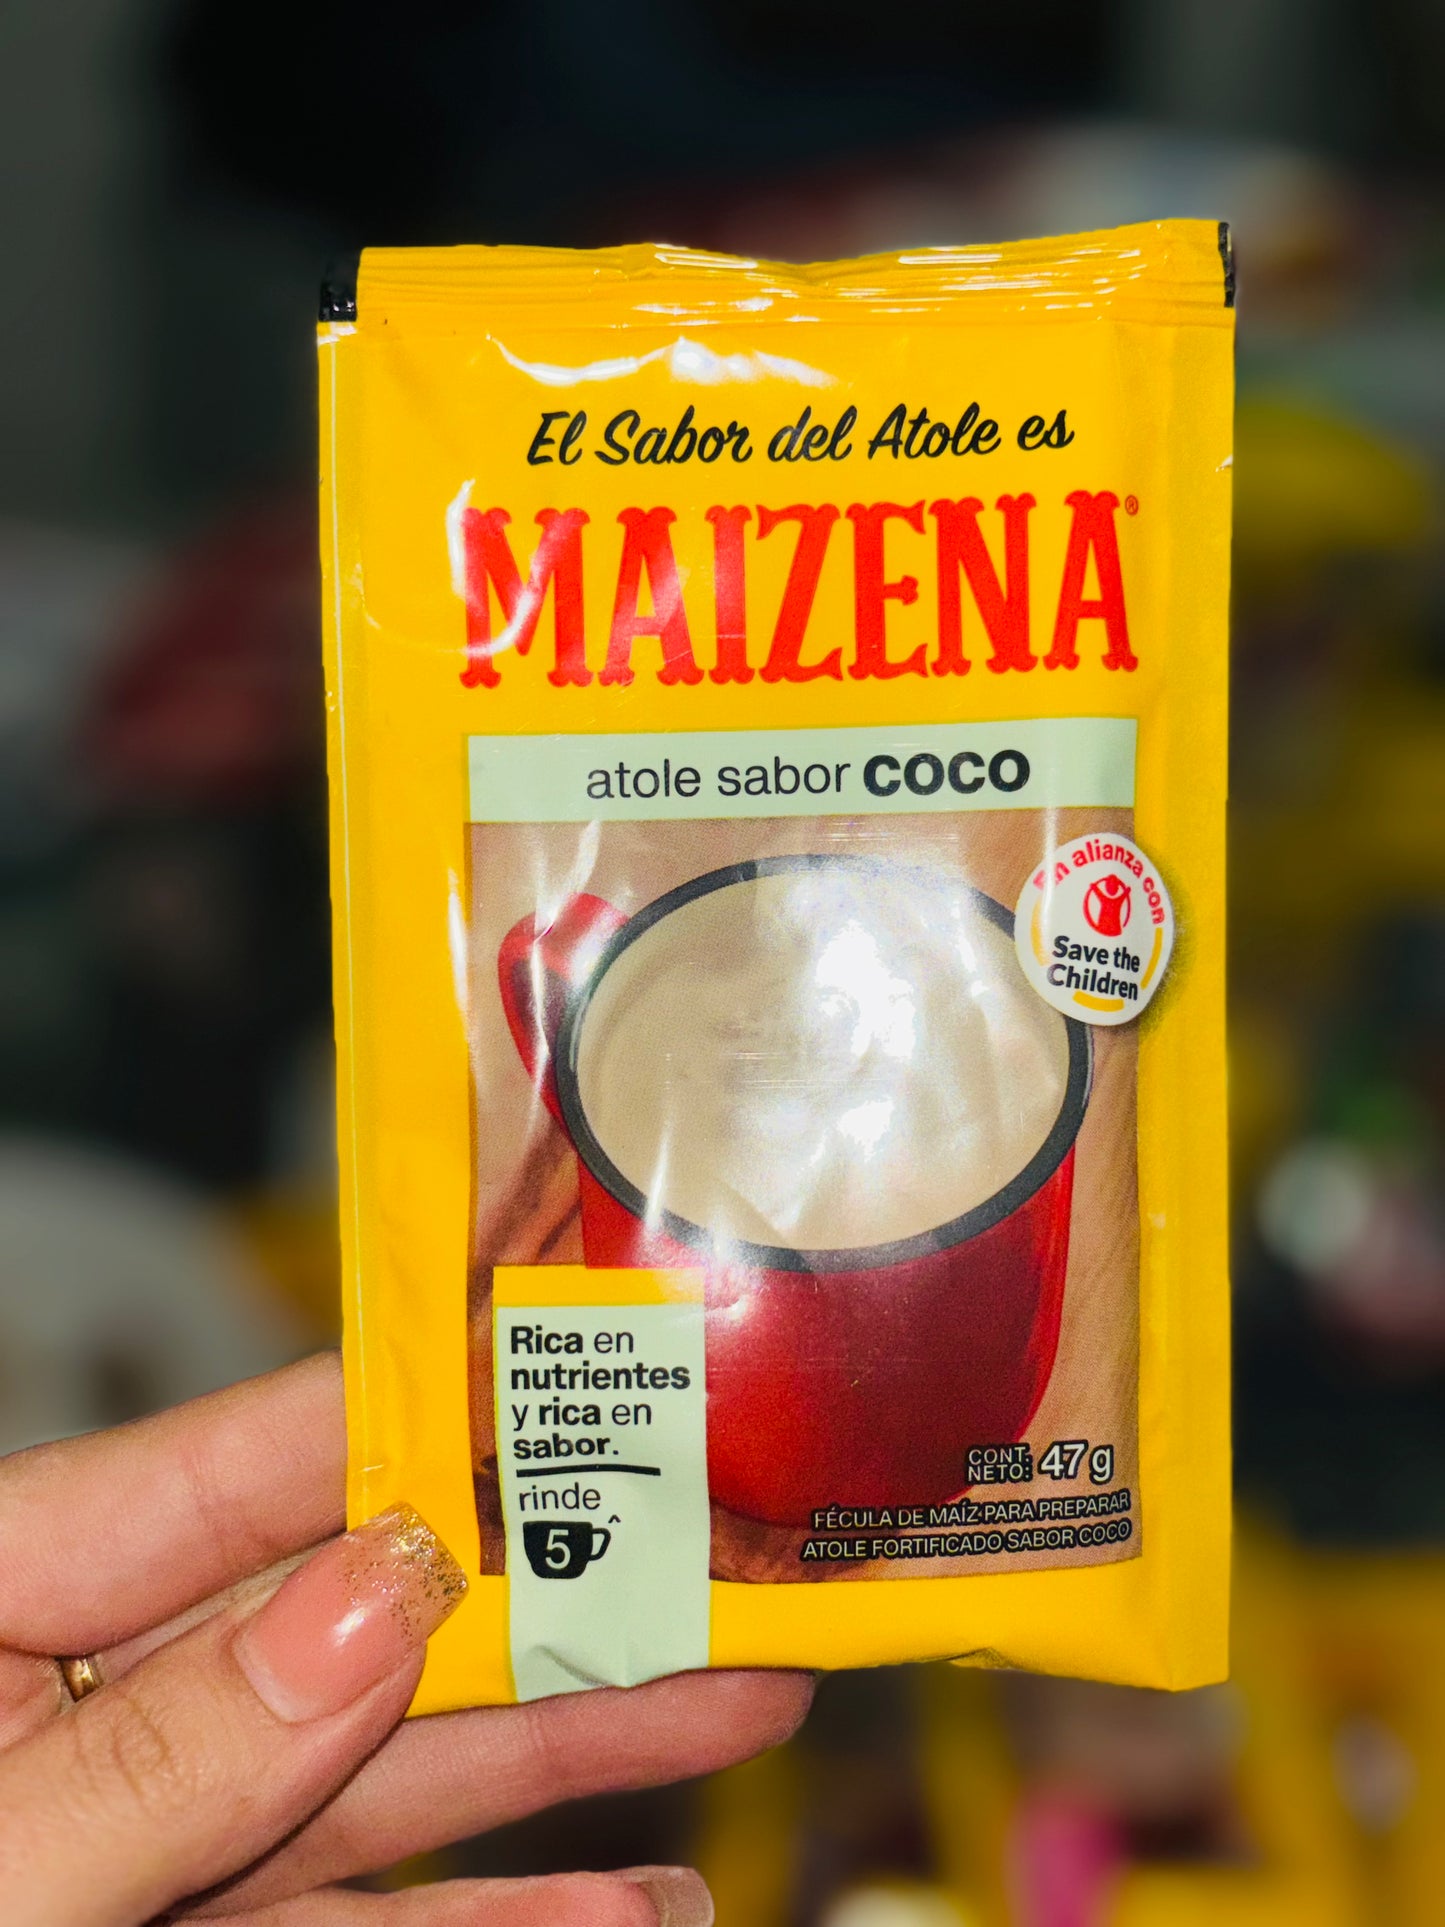 El Sabor del Atole es
MAIZENA®
atole sabor COCO
En alianza con
Save the
Children
Rica en
nutrientes
y rica en
sabor.
rinde
5
CONT.
NETO: 47 g
FÉCULA DE MAÍZ PARA PREPARAR
ATOLE FORTIFICADO SABOR COCO